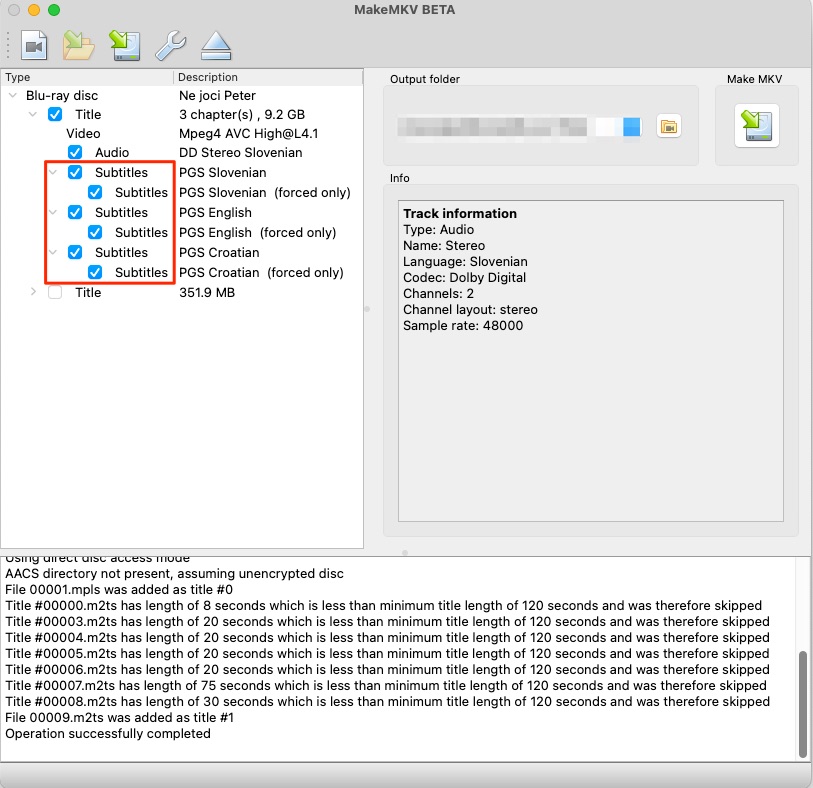 MakeMKV BETA
Type Description
Blu-ray disc Ne joci Peter
Title 3 chapter(s) , 9.2 GB
Video Mpeg4 AVC High@L4.1
Audio DD Stereo Slovenian
Subtitles PGS Slovenian
Subtitles PGS Slovenian (forced only)
Subtitles PGS English
Subtitles PGS English (forced only)
Subtitles PGS Croatian
Subtitles PGS Croatian (forced only)
Title 351.9 MB
Output folder
Make MKV
Info
Track information
Type: Audio
Name: Stereo
Language: Slovenian
Codec: Dolby Digital
Channels: 2
Channel layout: stereo
Sample rate: 48000
Using direct disc access mode
AACS directory not present, assuming unencrypted disc
File 00001.mpls was added as title #0
Title #00000.m2ts has length of 8 seconds which is less than minimum title length of 120 seconds and was therefore skipped
Title #00003.m2ts has length of 20 seconds which is less than minimum title length of 120 seconds and was therefore skipped
Title #00004.m2ts has length of 20 seconds which is less than minimum title length of 120 seconds and was therefore skipped
Title #00005.m2ts has length of 20 seconds which is less than minimum title length of 120 seconds and was therefore skipped
Title #00006.m2ts has length of 20 seconds which is less than minimum title length of 120 seconds and was therefore skipped
Title #00007.m2ts has length of 75 seconds which is less than minimum title length of 120 seconds and was therefore skipped
Title #00008.m2ts has length of 30 seconds which is less than minimum title length of 120 seconds and was therefore skipped
File 00009.m2ts was added as title #1
Operation successfully completed